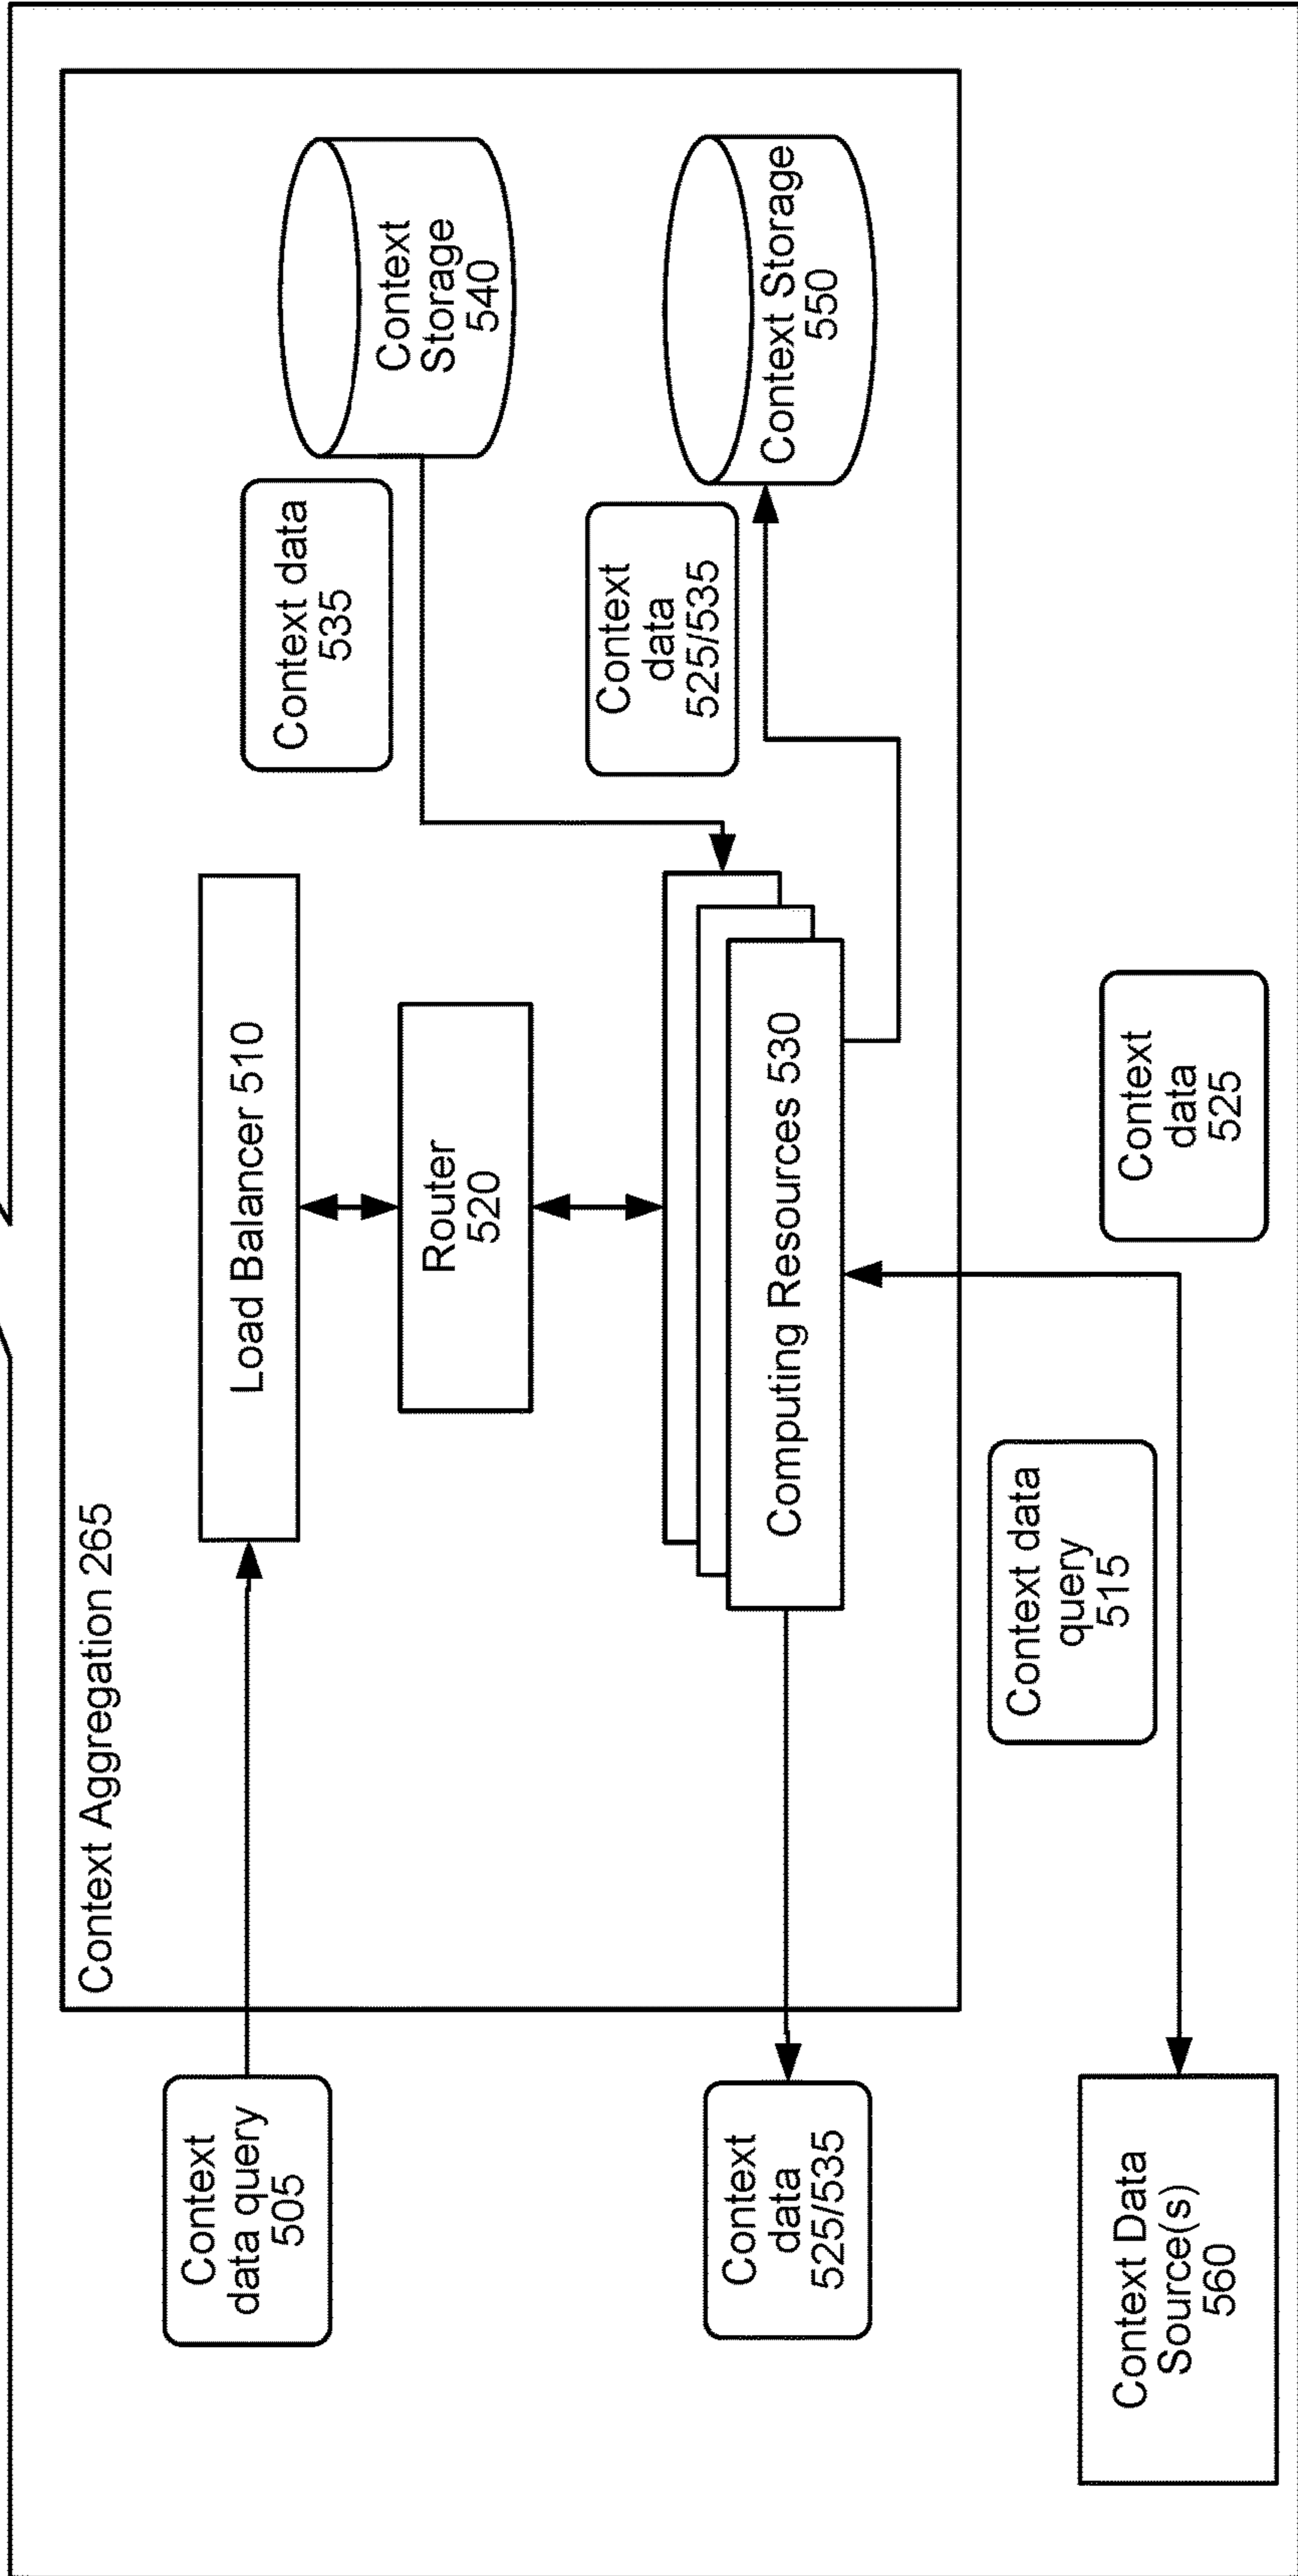 Context Aggregation 265
Context
data query
505
Load Balancer 510
Context data
535
Context
Storage
540
Router
520
Context
data
525/535
Computing Resources 530
Context
data
525/535
Context Storage
550
Context data
query
515
Context
data
525
Context Data
Source(s)
560